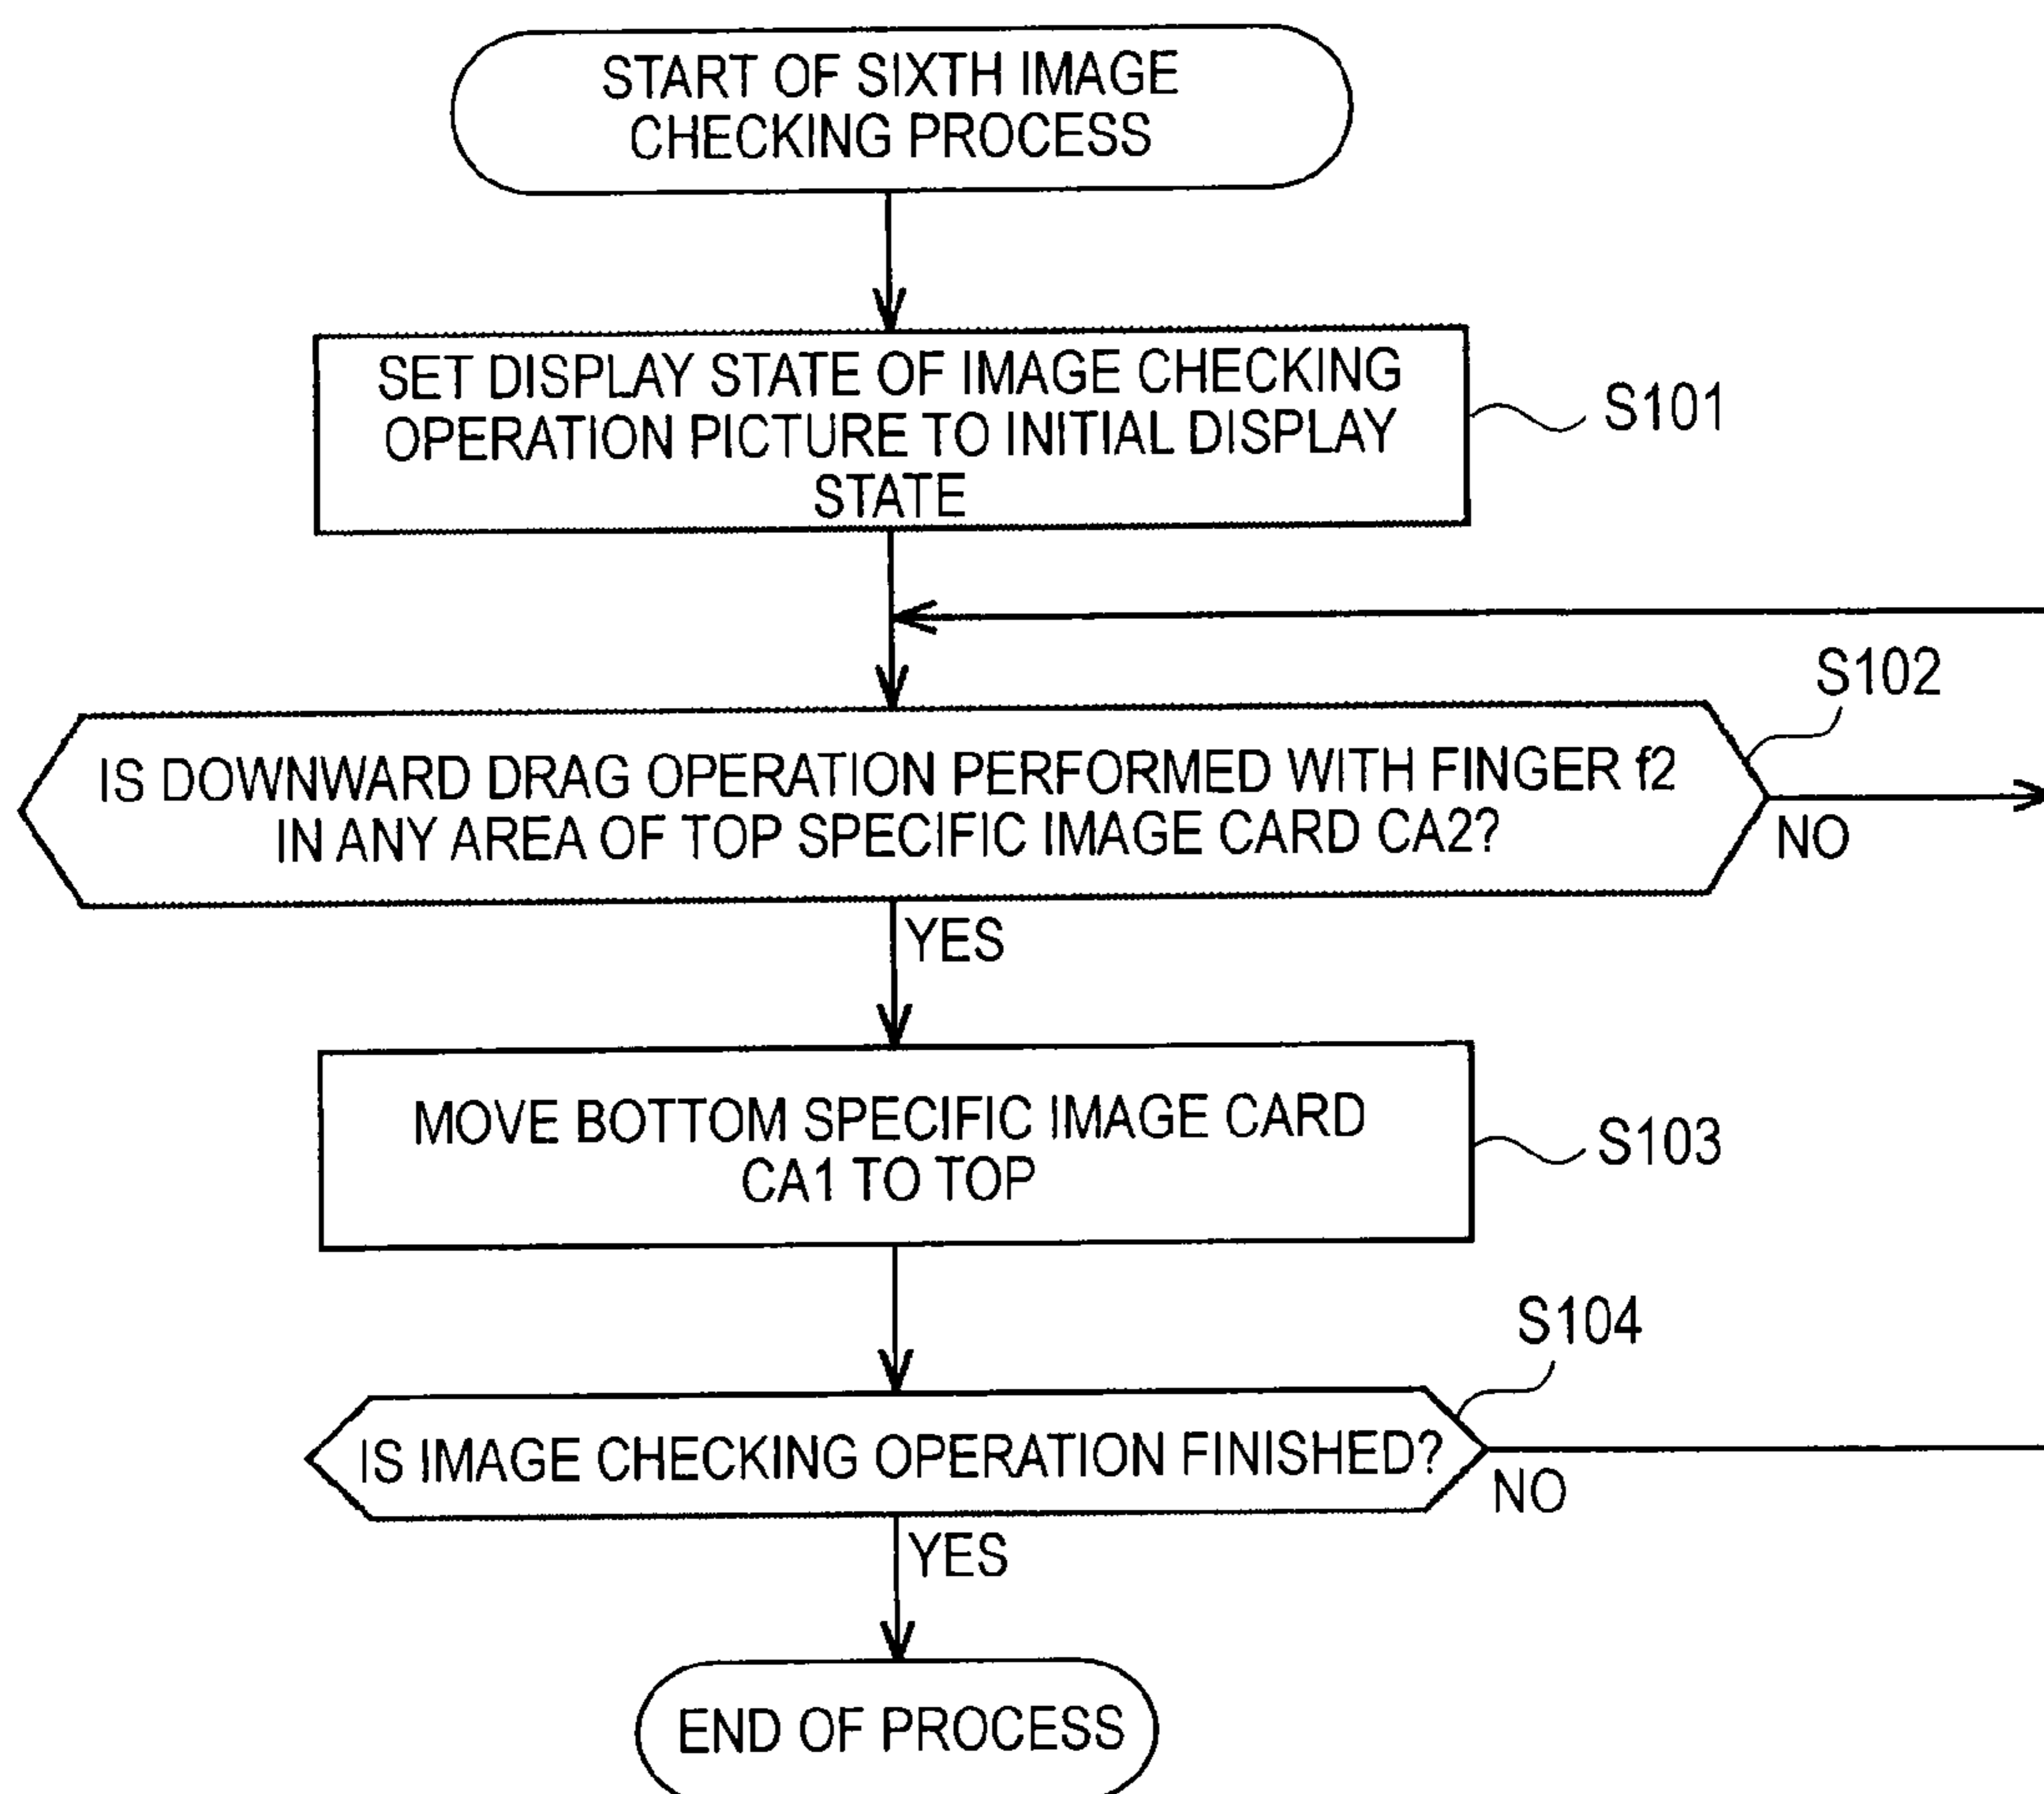 START OF SIXTH IMAGE
CHECKING PROCESS
SET DISPLAY STATE OF IMAGE CHECKING
OPERATION PICTURE TO INITIAL DISPLAY
STATE
S101
S102
IS DOWNWARD DRAG OPERATION PERFORMED WITH FINGER f2
IN ANY AREA OF TOP SPECIFIC IMAGE CARD CA2?
NO
YES
MOVE BOTTOM SPECIFIC IMAGE CARD
CA1 TO TOP
S103
S104
IS IMAGE CHECKING OPERATION FINISHED?
NO
YES
END OF PROCESS